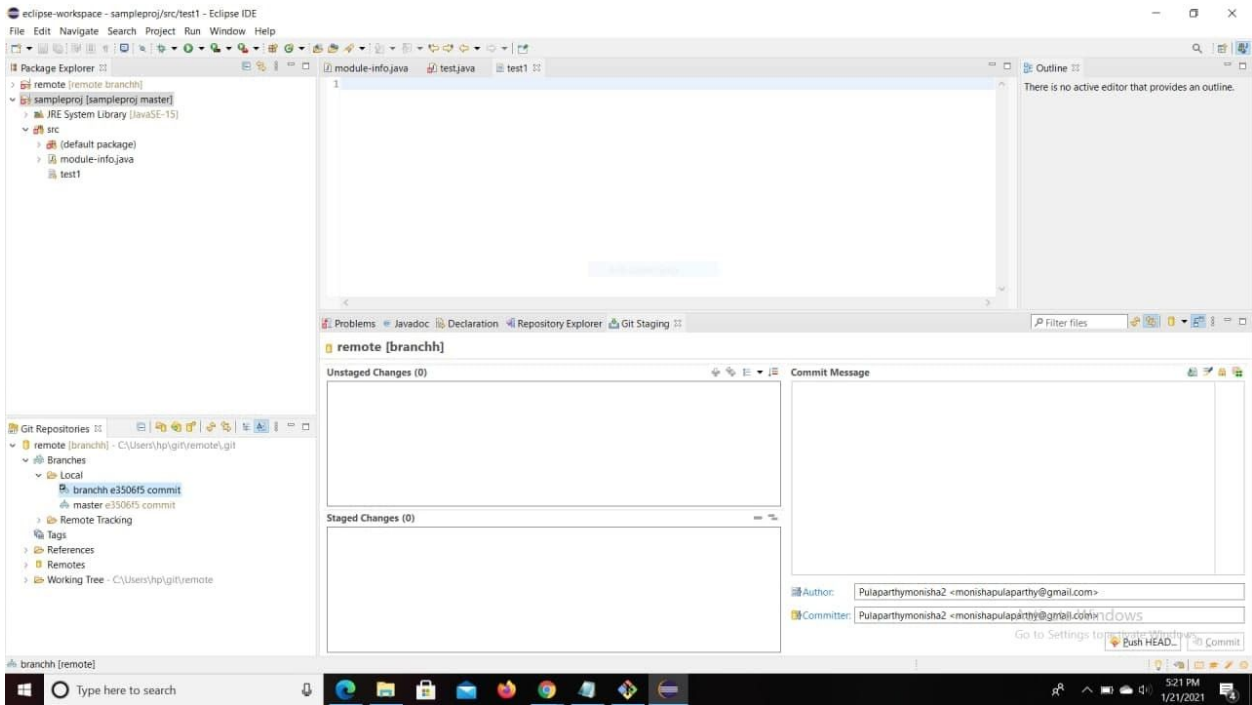 eclipse-workspace - sampleproj/src/test1 - Eclipse IDE
File Edit Navigate Search Project Run Window Help
Package Explorer
remote [remote branchh]
sampleproj [sampleproj master]
JRE System Library [JavaSE-15]
src
(default package)
module-info.java
test1
module-info.java test.java test1
1
Outline
There is no active editor that provides an outline.
Problems Javadoc Declaration Repository Explorer Git Staging
Filter files
remote [branchh]
Unstaged Changes (0)
Staged Changes (0)
Commit Message
Author: Pulaparthymonisha2 <monishapulaparthy@gmail.com>
Committer: Pulaparthymonisha2 <monishapulaparthy@gmail.com>
Windows
Go to Settings to
Push HEAD... Commit
Git Repositories
remote [branchh] - C:\Users\hp\git\remote\.git
Branches
Local
branchh e3506f5 commit
master e3506f5 commit
Remote Tracking
Tags
References
Remotes
Working Tree - C:\Users\hp\git\remote
branchh [remote]
Type here to search
5:21 PM
1/21/2021
4